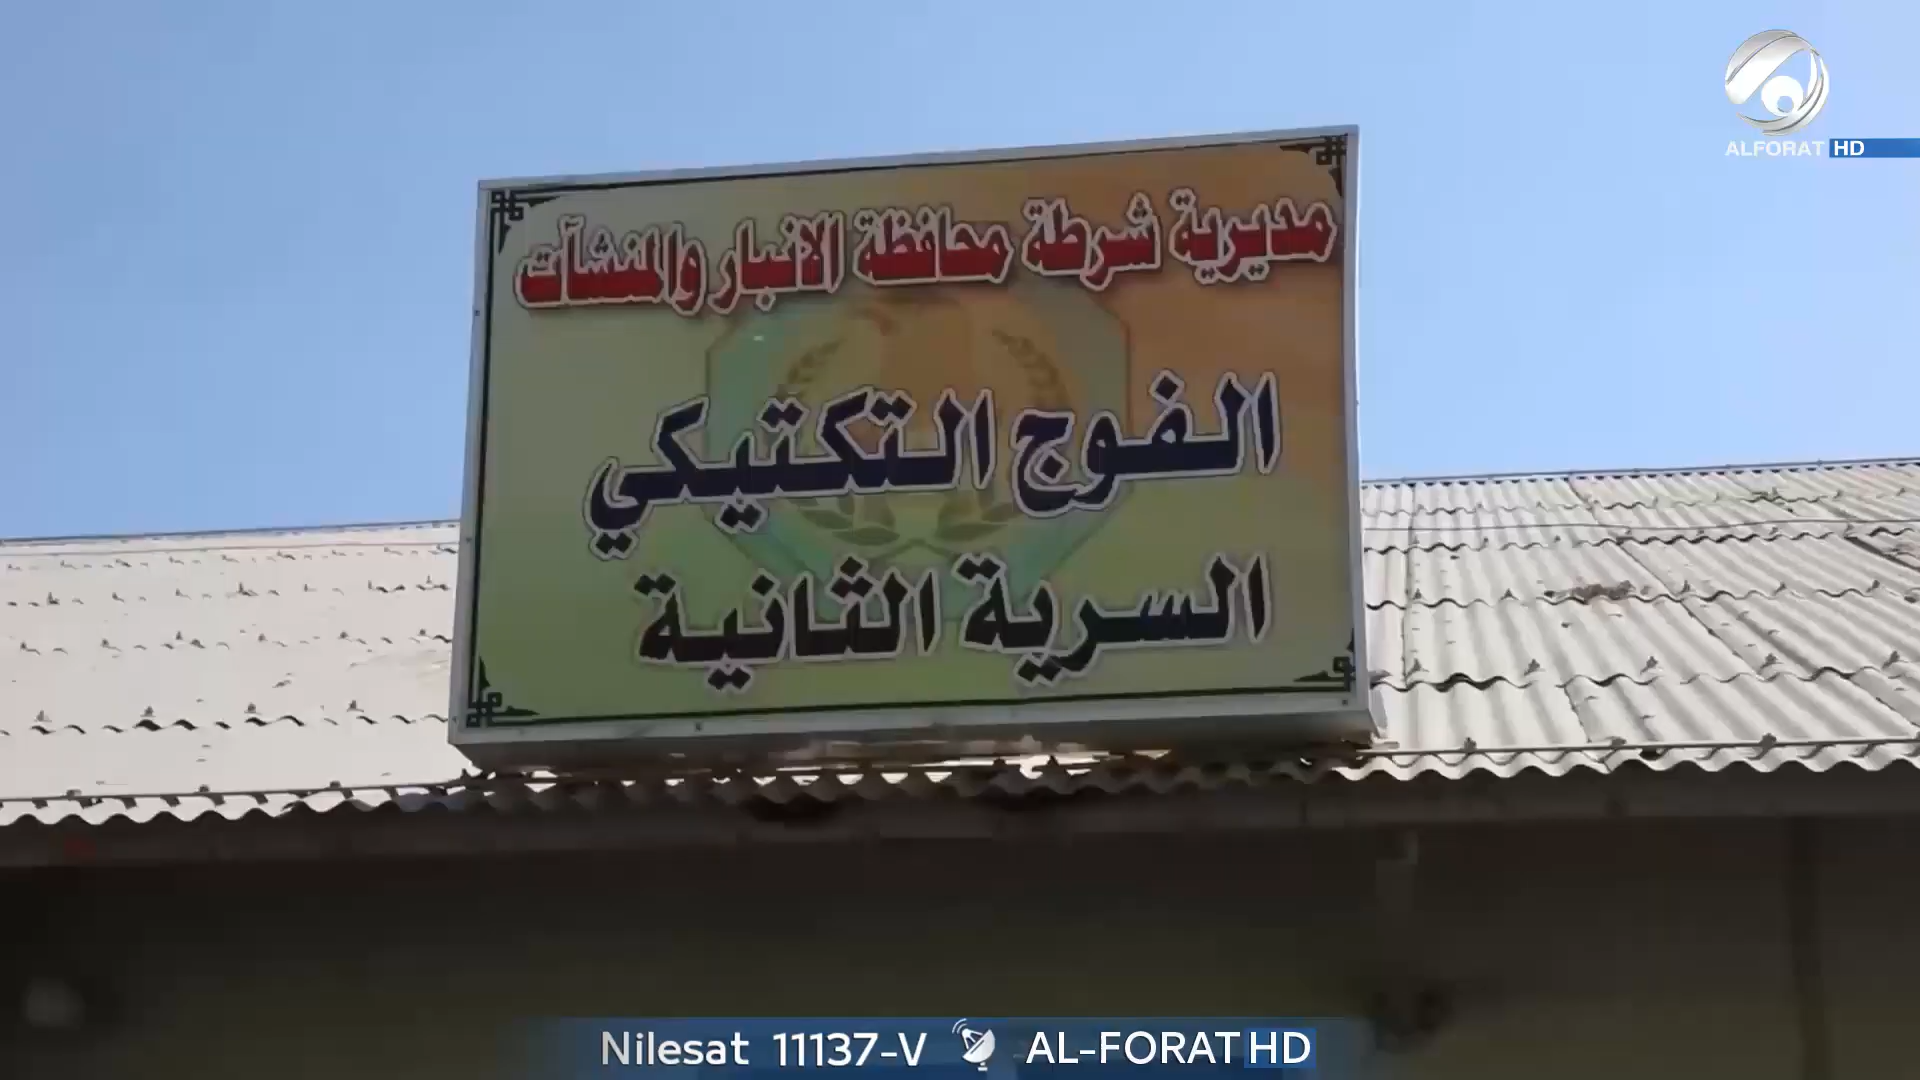 ALFORAT HD
مديرية شرطة محافظة الانبار والمنشآت
الفوج التكتيكي
السرية الثانية
Nilesat 11137-V AL-FORAT HD